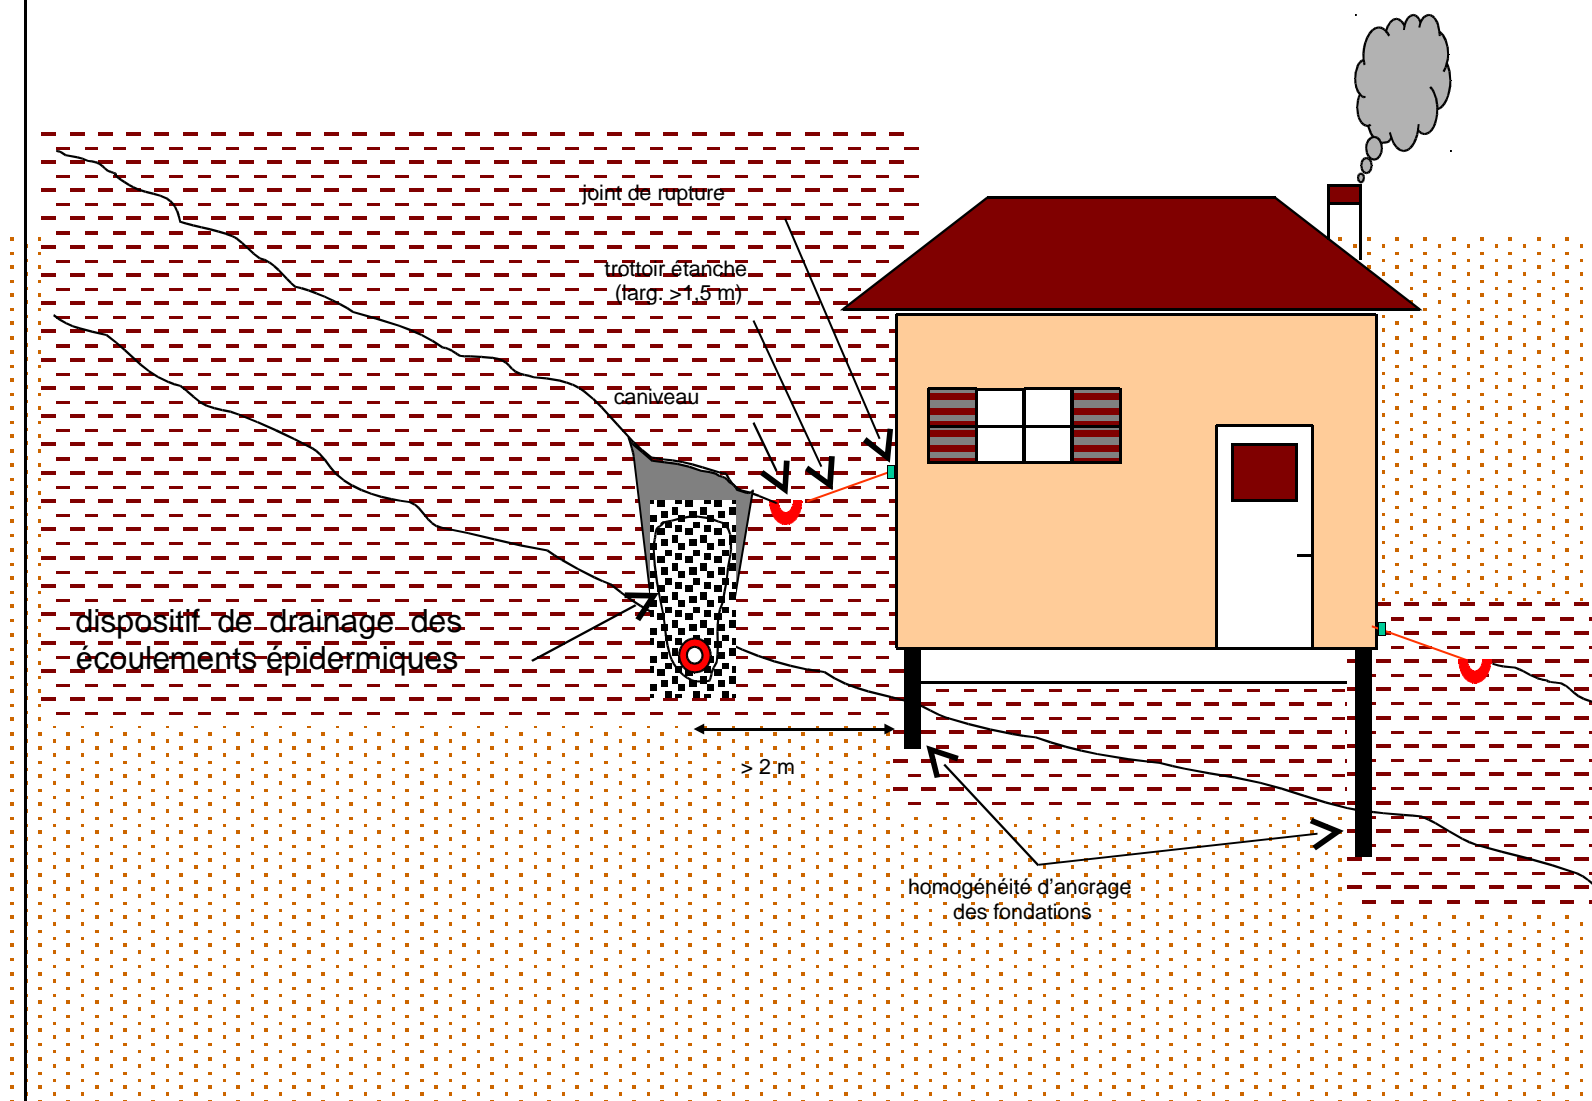 joint de rupture
trottoir étanche
(larg. >1,5 m)
caniveau
dispositif de drainage des
écoulements épidermiques
> 2 m
homogénéité d’ancrage
des fondations